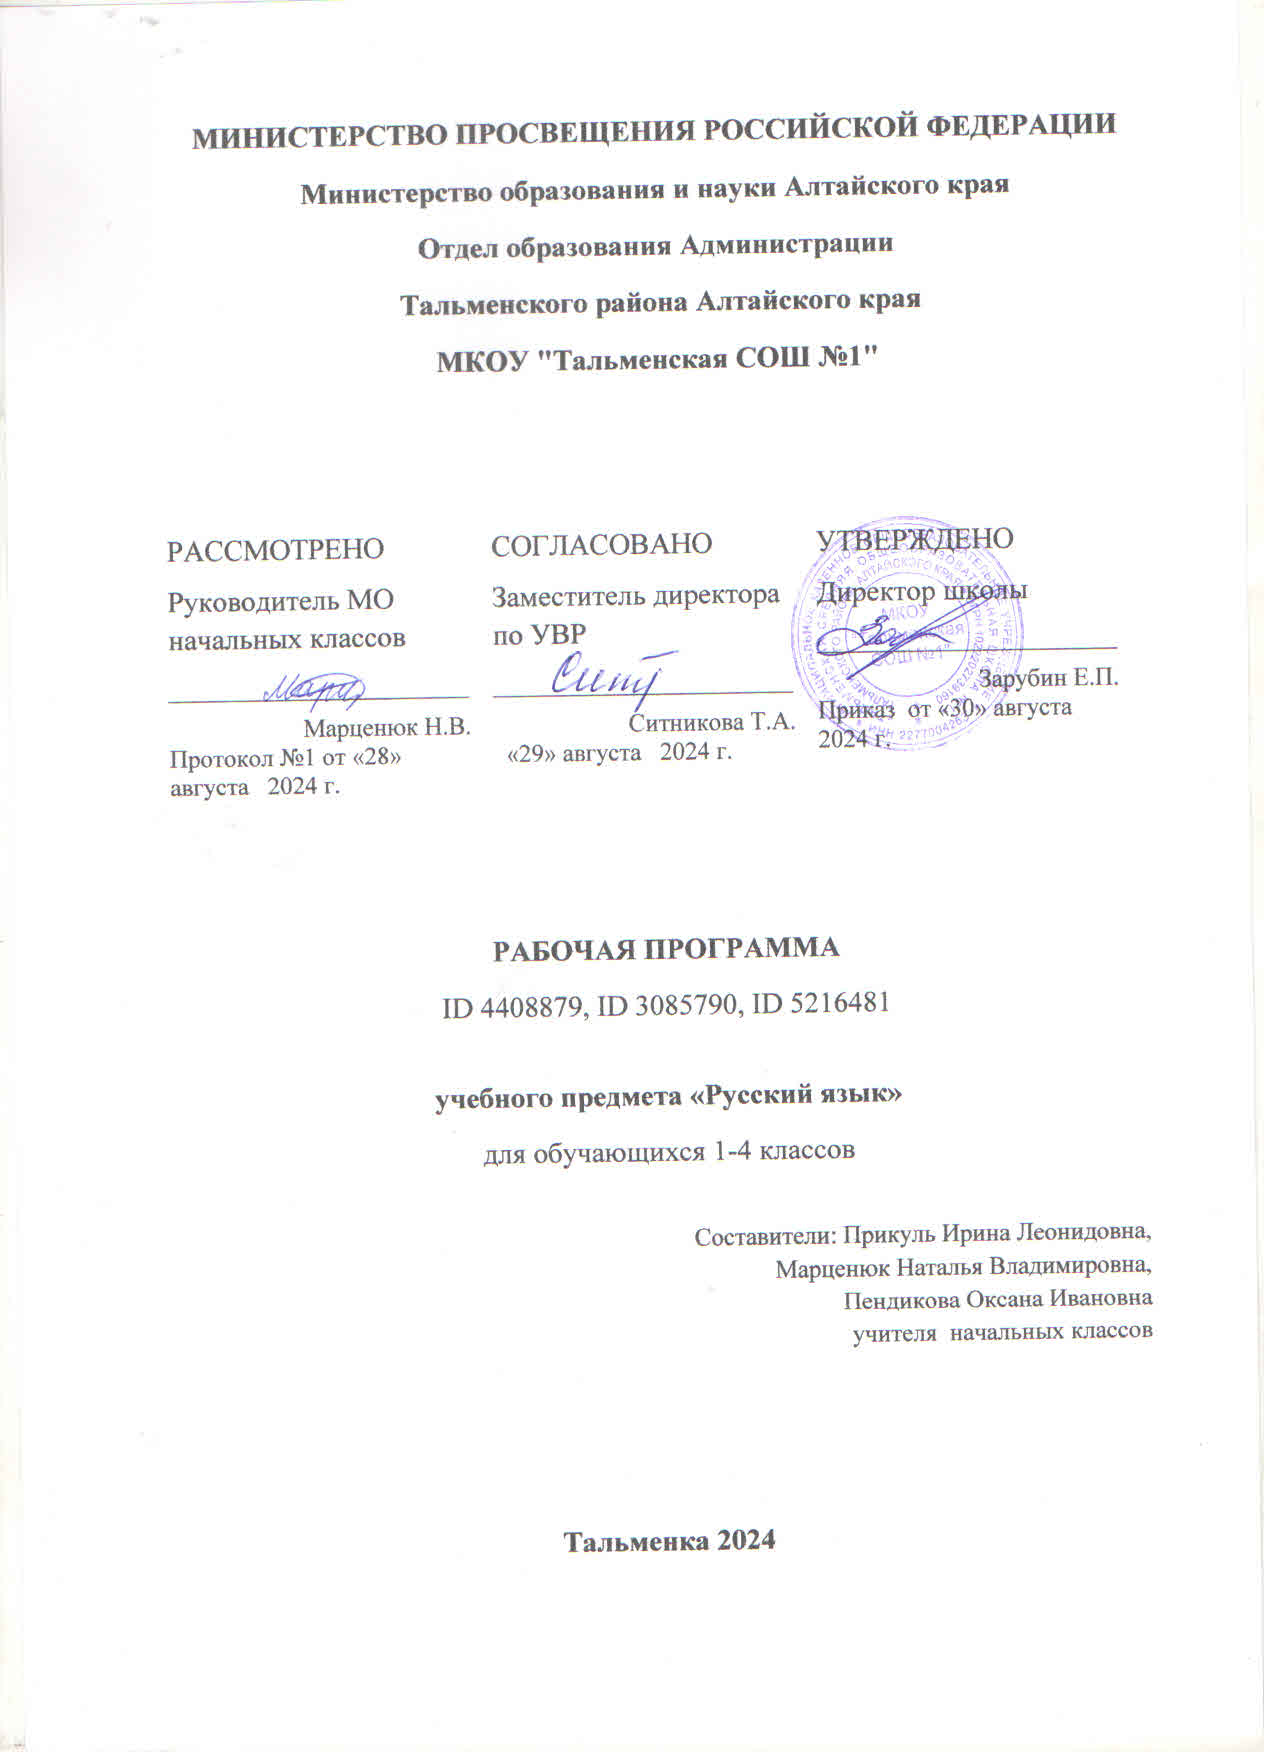 МИНИСТЕРСТВО ПРОСВЕЩЕНИЯ РОССИЙСКОЙ ФЕДЕРАЦИИ
Министерство образования и науки Алтайского края
Отдел образования Администрации
Тальменского района Алтайского края
МКОУ "Тальменская СОШ №1"
РАССМОТРЕНО
Руководитель МО
начальных классов
Марценюк Н.В.
Протокол №1 от «28»
августа 2024 г.
СОГЛАСОВАНО
Заместитель директора
по УВР
Ситникова Т.А.
«29» августа 2024 г.
УТВЕРЖДЕНО
Директор школы
Зарубин Е.П.
Приказ от «30» августа
2024 г.
МКОУ
СОШ №1
РАБОЧАЯ ПРОГРАММА
ID 4408879, ID 3085790, ID 5216481
учебного предмета «Русский язык»
для обучающихся 1-4 классов
Составители: Прикуль Ирина Леонидовна,
Марценюк Наталья Владимировна,
Пендикова Оксана Ивановна
учителя начальных классов
Тальменка 2024